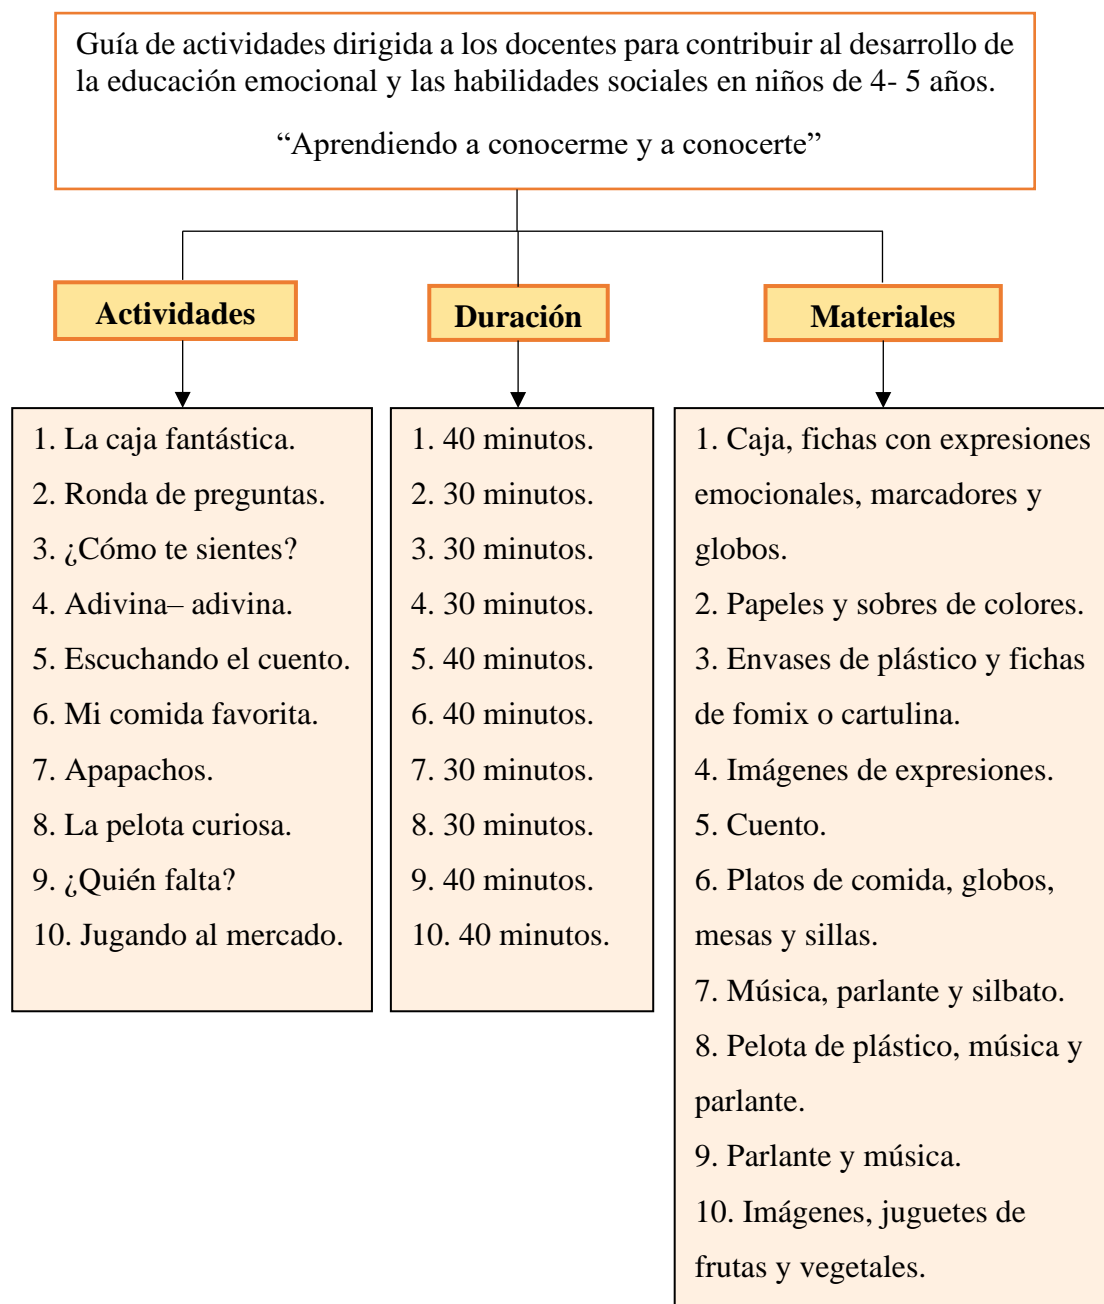 Guía de actividades dirigida a los docentes para contribuir al desarrollo de
la educación emocional y las habilidades sociales en niños de 4- 5 años.
“Aprendiendo a conocerme y a conocerte”
Actividades
1. La caja fantástica.
2. Ronda de preguntas.
3. ¿Cómo te sientes?
4. Adivina– adivina.
5. Escuchando el cuento.
6. Mi comida favorita.
7. Apapachos.
8. La pelota curiosa.
9. ¿Quién falta?
10. Jugando al mercado.
Duración
1. 40 minutos.
2. 30 minutos.
3. 30 minutos.
4. 30 minutos.
5. 40 minutos.
6. 40 minutos.
7. 30 minutos.
8. 30 minutos.
9. 40 minutos.
10. 40 minutos.
Materiales
1. Caja, fichas con expresiones
emocionales, marcadores y
globos.
2. Papeles y sobres de colores.
3. Envases de plástico y fichas
de fomix o cartulina.
4. Imágenes de expresiones.
5. Cuento.
6. Platos de comida, globos,
mesas y sillas.
7. Música, parlante y silbato.
8. Pelota de plástico, música y
parlante.
9. Parlante y música.
10. Imágenes, juguetes de
frutas y vegetales.